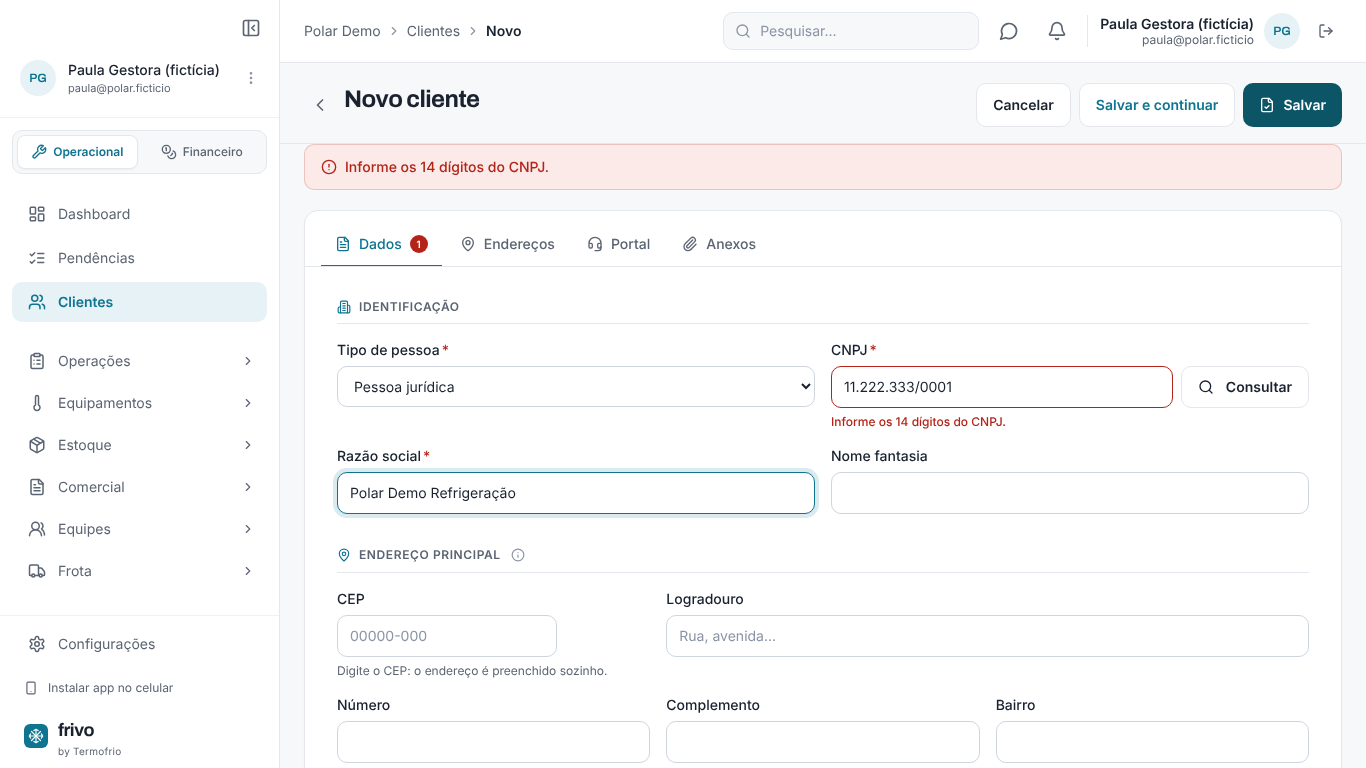 Polar Demo > Clientes > Novo
Pesquisar...
Paula Gestora (fictícia)
paula@polar.ficticio
PG
PG
Paula Gestora (fictícia)
paula@polar.ficticio
Operacional
Financeiro
Dashboard
Pendências
Clientes
Operações
Equipamentos
Estoque
Comercial
Equipes
Frota
Configurações
Instalar app no celular
frivo
by Termofrio
Novo cliente
Cancelar
Salvar e continuar
Salvar
Informe os 14 dígitos do CNPJ.
Dados 1
Endereços
Portal
Anexos
IDENTIFICAÇÃO
Tipo de pessoa*
Pessoa jurídica
CNPJ*
11.222.333/0001
Consultar
Informe os 14 dígitos do CNPJ.
Razão social*
Polar Demo Refrigeração
Nome fantasia
ENDEREÇO PRINCIPAL
CEP
00000-000
Digite o CEP: o endereço é preenchido sozinho.
Logradouro
Rua, avenida...
Número
Complemento
Bairro